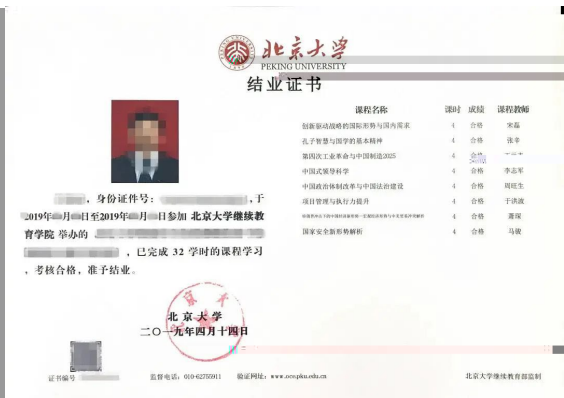 北京大学
PEKING UNIVERSITY
结业证书
，身份证件号：，于
2019年月日至2019年月日参加 北京大学继续教
育学院 举办的
，已完成 32 学时的课程学习
，考核合格，准予结业。
北京大学
二〇一九年四月十四日
课程名称 课时 成绩 课程教师
创新驱动战略的国际形势与国内需求 4 合格 宋磊
孔子智慧与国学的基本精神 4 合格 张辛
第四次工业革命与中国制造2025 4 合格
中国式领导科学 4 合格 李志军
中国政治体制改革与中国法治建设 4 合格 周旺生
项目管理与执行力提升 4 合格 于洪波
4 合格 萧琛
国家安全新形势解析 4 合格 马骏
证书编号
监督电话：010-62755911 验证网址：www.oce.pku.edu.cn
北京大学继续教育部监制